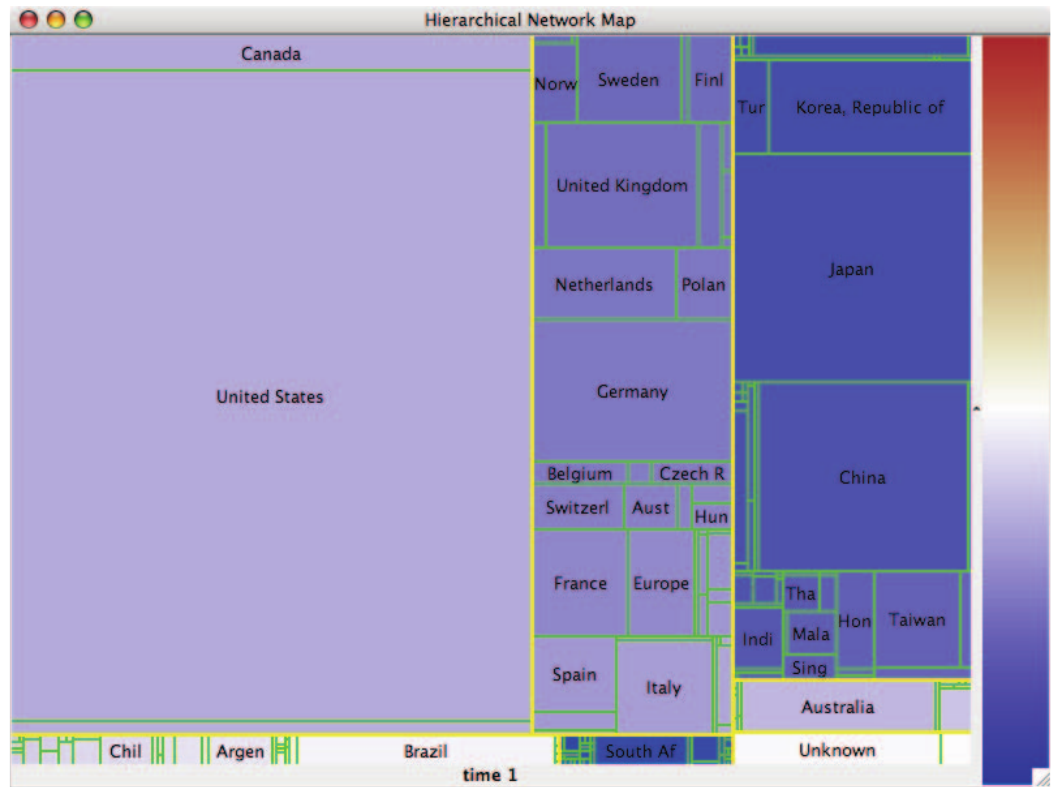 Hierarchical Network Map
Canada
United States
Norw
Sweden
Finl
United Kingdom
Netherlands
Polan
Germany
Belgium
Czech R
Switzerl
Aust
Hun
France
Europe
Spain
Italy
Tur
Korea, Republic of
Japan
China
Tha
Hon
Taiwan
Indi
Mala
Sing
Australia
Chil
Argen
Brazil
South Af
Unknown
time 1